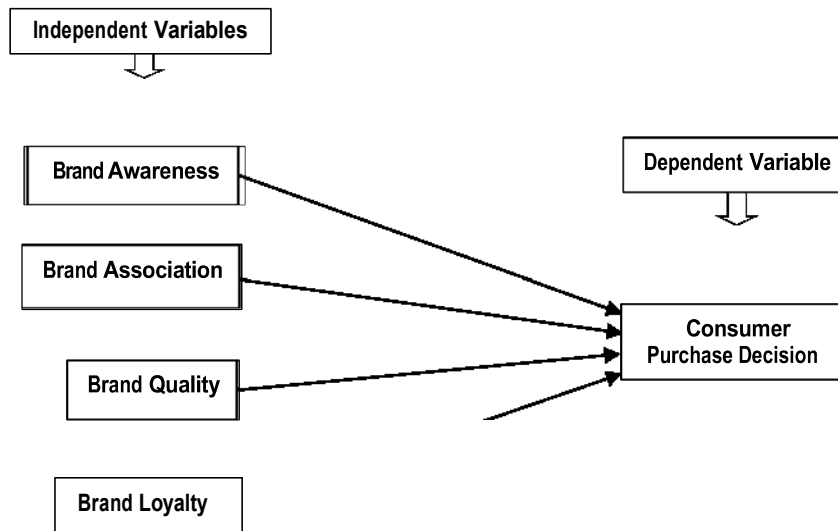 Independent Variables
Brand Awareness
Dependent Variable
Brand Association
Consumer
Purchase Decision
Brand Quality
Brand Loyalty